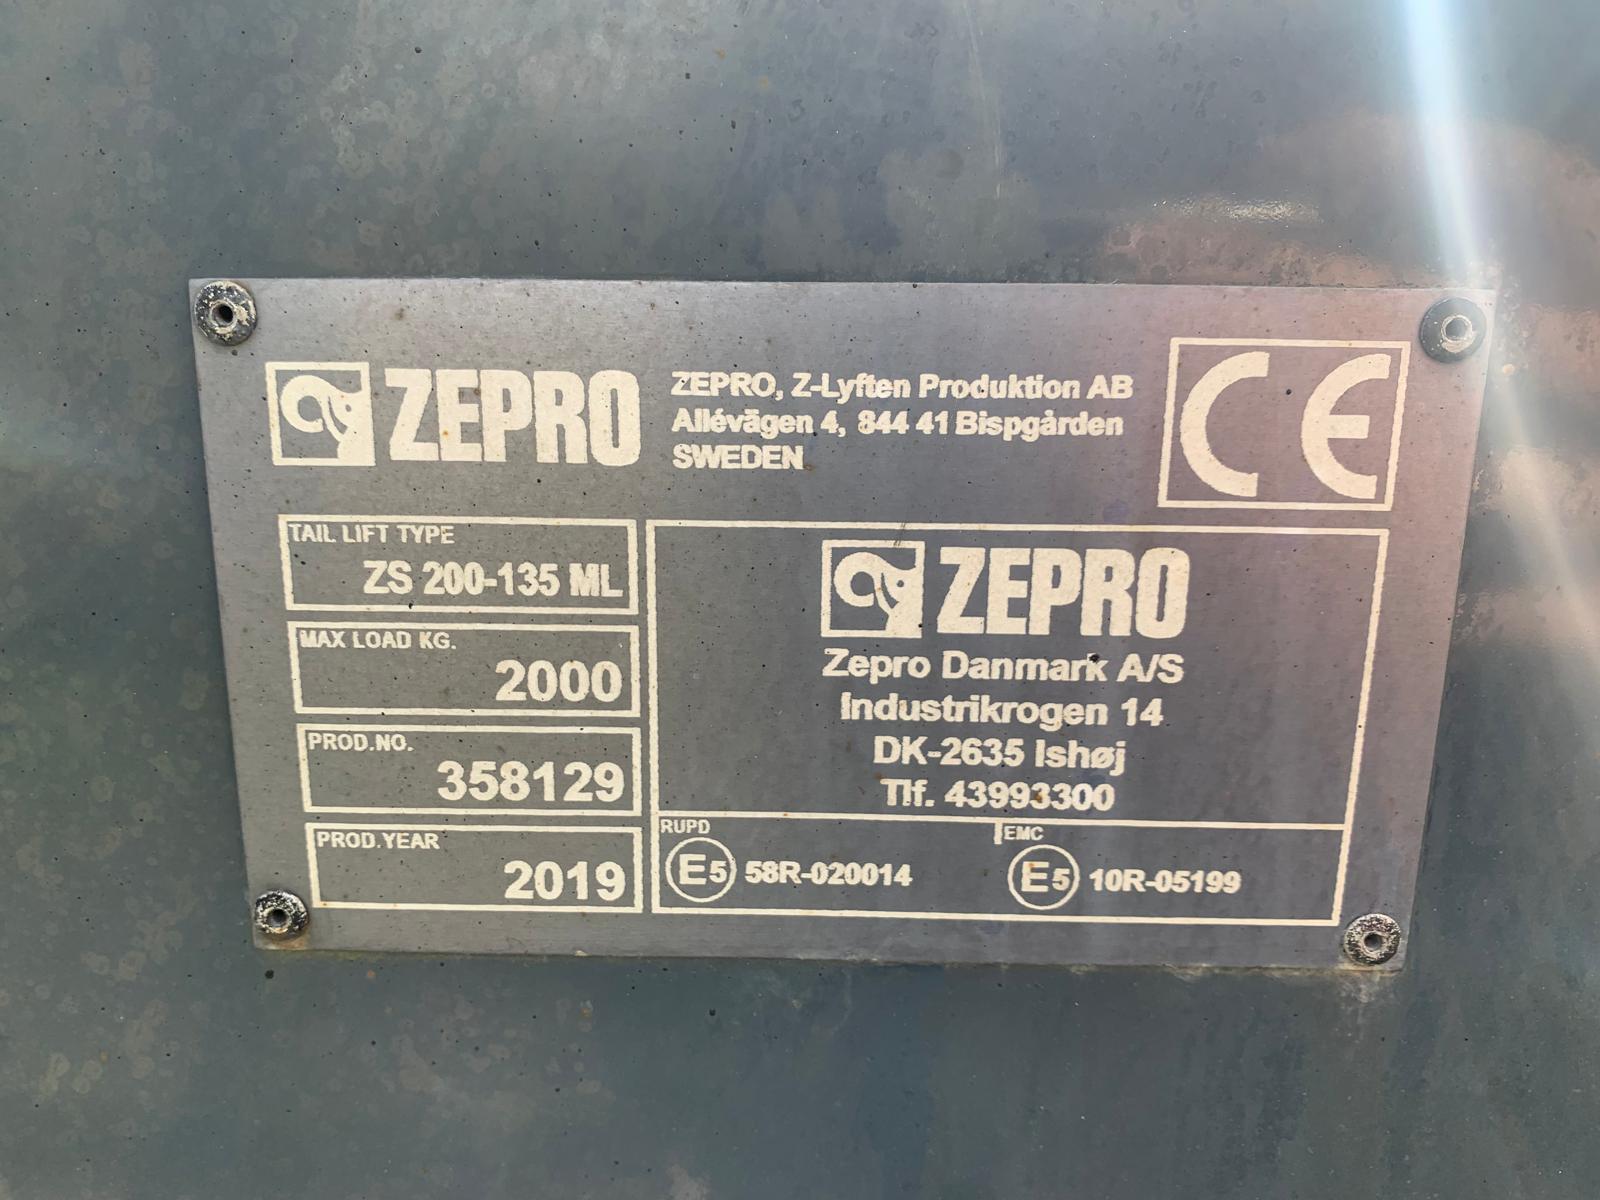 ZEPRO
ZEPRO, Z-Lyften Produktion AB
Allévägen 4, 844 41 Bispgården
SWEDEN
CE
TAIL LIFT TYPE
ZS 200-135 ML
MAX LOAD KG.
2000
PROD.NO.
358129
PROD.YEAR
2019
ZEPRO
Zepro Danmark A/S
Industrikrogen 14
DK-2635 Ishøj
Tlf. 43993300
RUPD
E5 58R-020014
EMC
E5 10R-05199